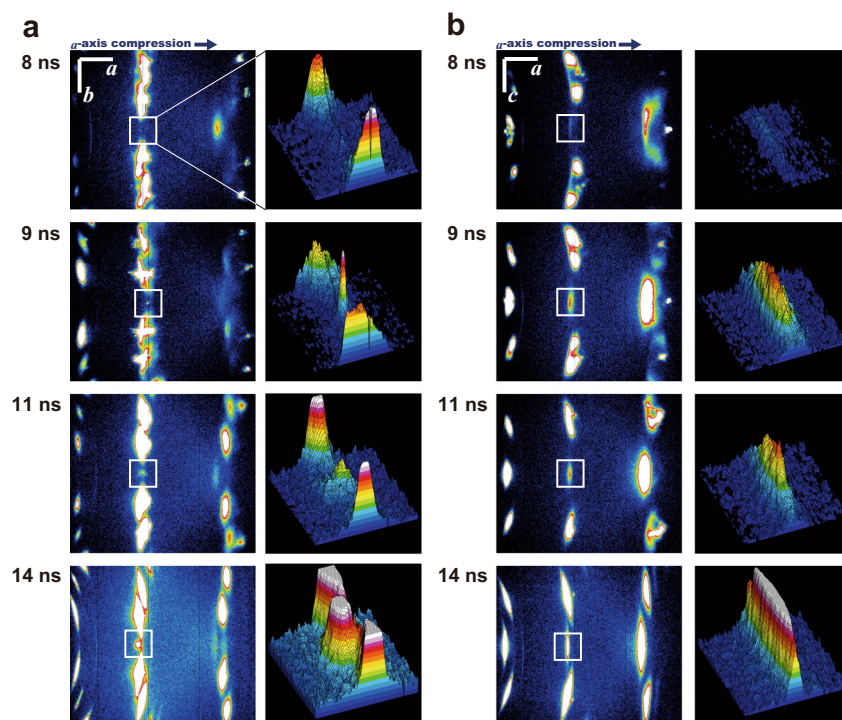 a
b
a-axis compression
a-axis compression
8 ns
a
b
8 ns
a
c
9 ns
9 ns
11 ns
11 ns
14 ns
14 ns